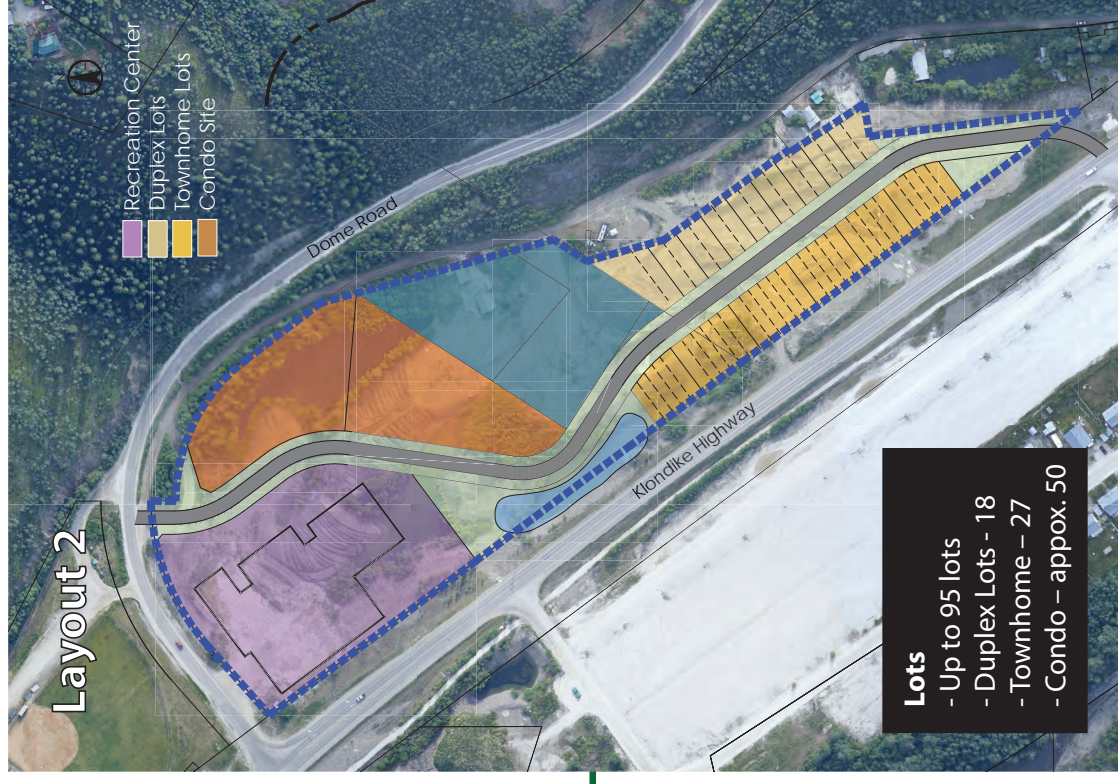 Layout 2
Recreation Center
Duplex Lots
Townhome Lots
Condo Site
Dome Road
Klondike Highway
Lots
- Up to 95 lots
- Duplex Lots - 18
- Townhome – 27
- Condo – appox. 50